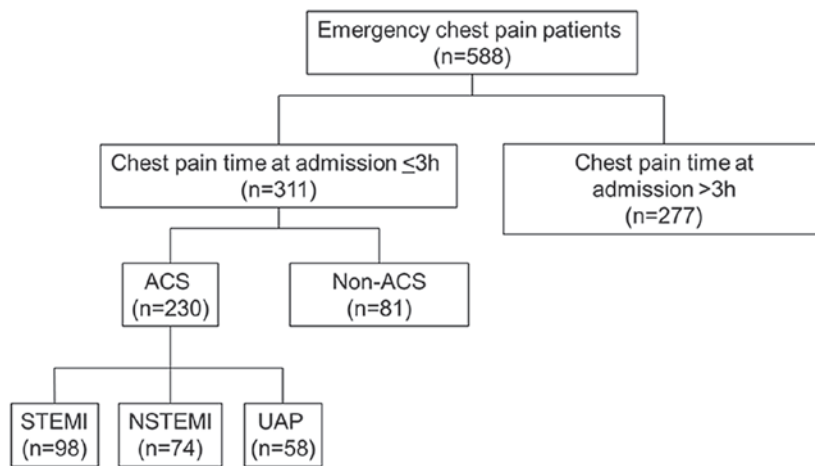 Emergency chest pain patients
(n=588)
Chest pain time at admission ≤3h
(n=311)
Chest pain time at
admission >3h
(n=277)
ACS
(n=230)
Non-ACS
(n=81)
STEMI
(n=98)
NSTEMI
(n=74)
UAP
(n=58)